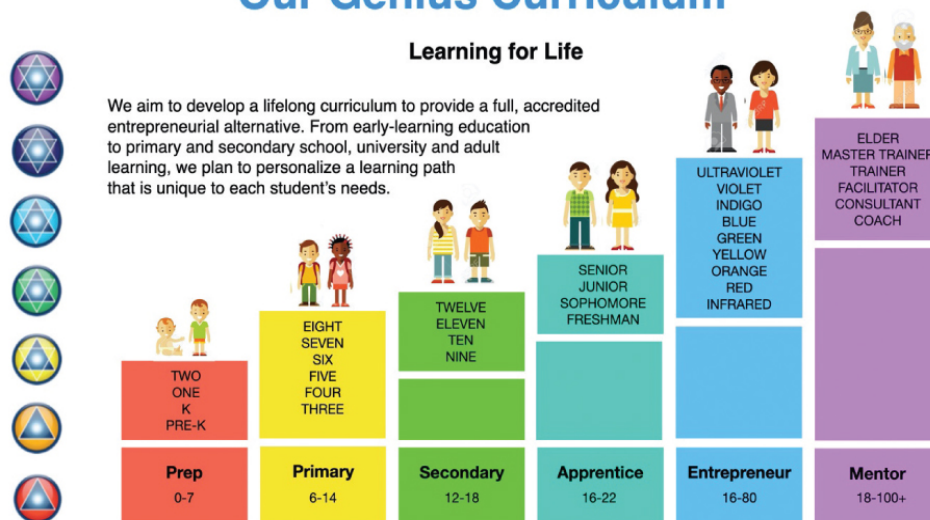 Our Genius Curriculum
Learning for Life
We aim to develop a lifelong curriculum to provide a full, accredited
entrepreneurial alternative. From early-learning education
to primary and secondary school, university and adult
learning, we plan to personalize a learning path
that is unique to each student's needs.
TWO
ONE
K
PRE-K
Prep
0-7
EIGHT
SEVEN
SIX
FIVE
FOUR
THREE
Primary
6-14
TWELVE
ELEVEN
TEN
NINE
Secondary
12-18
SENIOR
JUNIOR
SOPHOMORE
FRESHMAN
Apprentice
16-22
ULTRAVIOLET
VIOLET
INDIGO
BLUE
GREEN
YELLOW
ORANGE
RED
INFRARED
Entrepreneur
16-80
ELDER
MASTER TRAINER
TRAINER
FACILITATOR
CONSULTANT
COACH
Mentor
18-100+